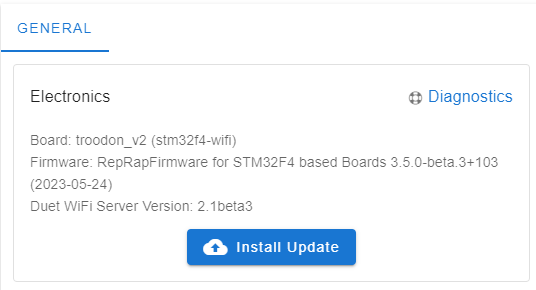 GENERAL
Electronics
Diagnostics
Board: troodon_v2 (stm32f4-wifi)
Firmware: RepRapFirmware for STM32F4 based Boards 3.5.0-beta.3+103
(2023-05-24)
Duet WiFi Server Version: 2.1beta3
Install Update